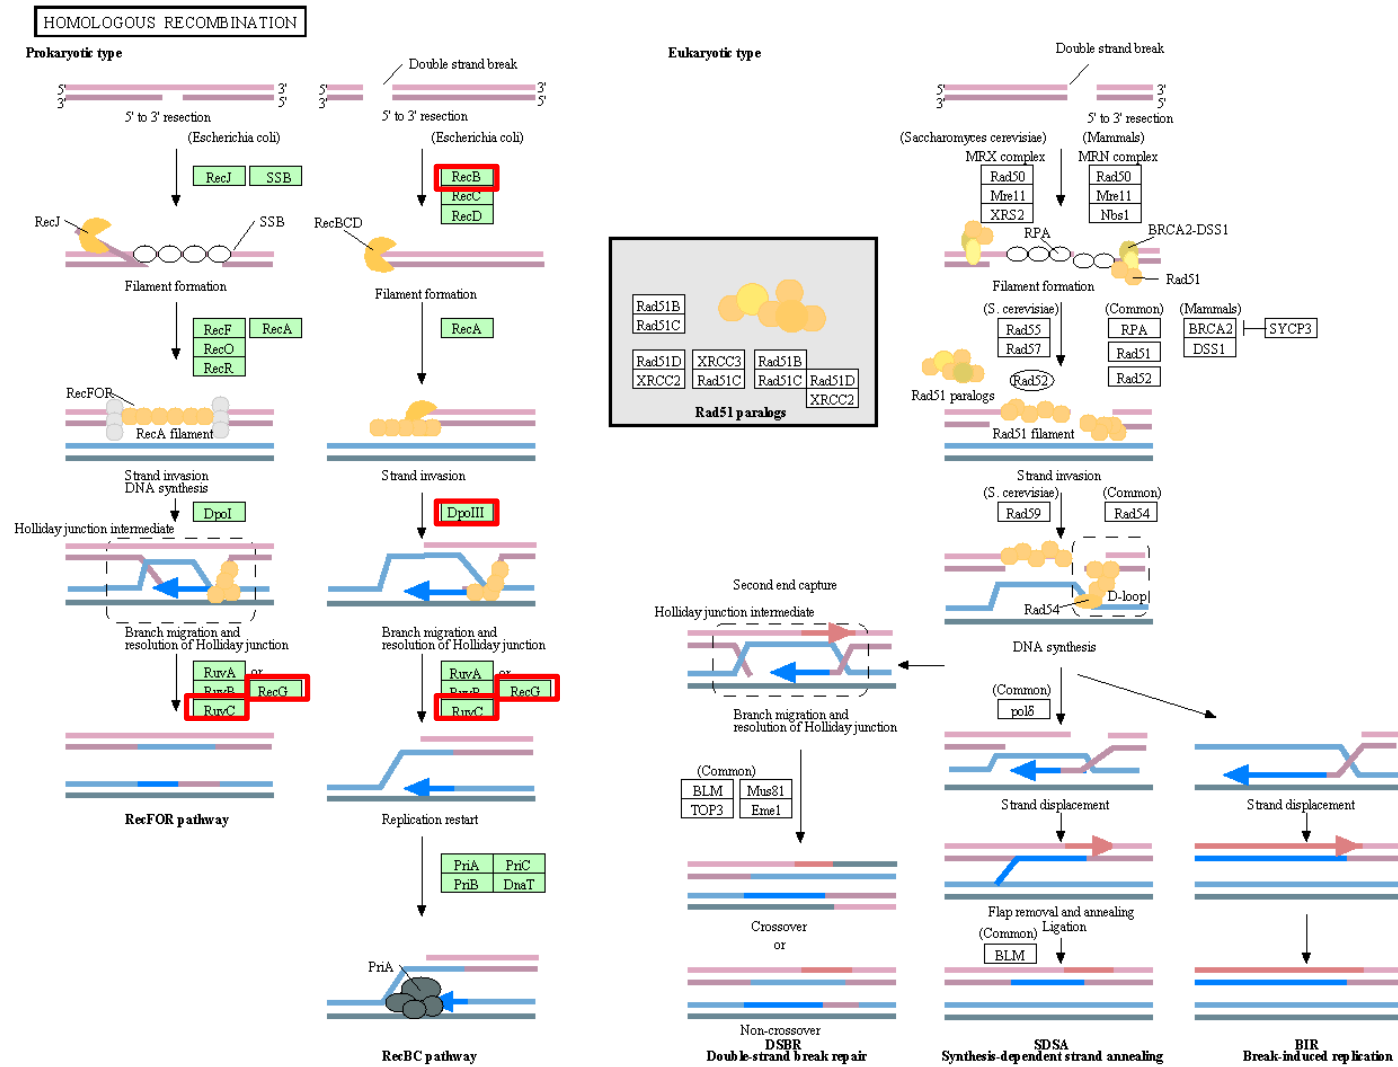 HOMOLOGOUS RECOMBINATION
Prokaryotic type
Double strand break
5'
3'
3'
5'
5' to 3' resection
5' to 3' resection
(Escherichia coli)
(Escherichia coli)
RecJ
SSB
RecB
RecC
RecD
RecJ
SSB
RecBCD
Filament formation
Filament formation
RecF
RecA
RecO
RecR
RecA
RecFOR
RecA filament
Strand invasion
DNA synthesis
Strand invasion
DpoI
DpoIII
Holliday junction intermediate
Branch migration and
resolution of Holliday junction
Branch migration and
resolution of Holliday junction
RuvA or
RuvB
RecG
RuvC
RuvA or
RuvB
RecG
RuvC
RecFOR pathway
Replication restart
PriA
PriC
PriB
DnaT
PriA
RecBC pathway
Rad51B
Rad51C
Rad51D
XRCC2
XRCC3
Rad51C
Rad51B
Rad51C
Rad51D
XRCC2
Rad51 paralogs
Eukaryotic type
Double strand break
5'
3'
3'
5'
5' to 3' resection
(Saccharomyces cerevisiae)
(Mammals)
MRX complex
MRN complex
Rad50
Mre11
XRS2
Rad50
Mre11
Nbs1
RPA
BRCA2-DSS1
Rad51
Filament formation
(S. cerevisiae)
(Common)
(Mammals)
Rad55
Rad57
RPA
Rad51
Rad52
BRCA2
DSS1
SYCP3
Rad52
Rad51 paralogs
Rad51 filament
Strand invasion
(S. cerevisiae)
(Common)
Rad59
Rad54
D-loop
Rad54
DNA synthesis
Second end capture
Holliday junction intermediate
Branch migration and
resolution of Holliday junction
(Common)
BLM
TOP3
Mus81
Eme1
Crossover
or
Non-crossover
DSBR
Double-strand break repair
(Common)
polδ
Strand displacement
Flap removal and annealing
Ligation
(Common)
BLM
SDSA
Synthesis-dependent strand annealing
Strand displacement
BIR
Break-induced replication